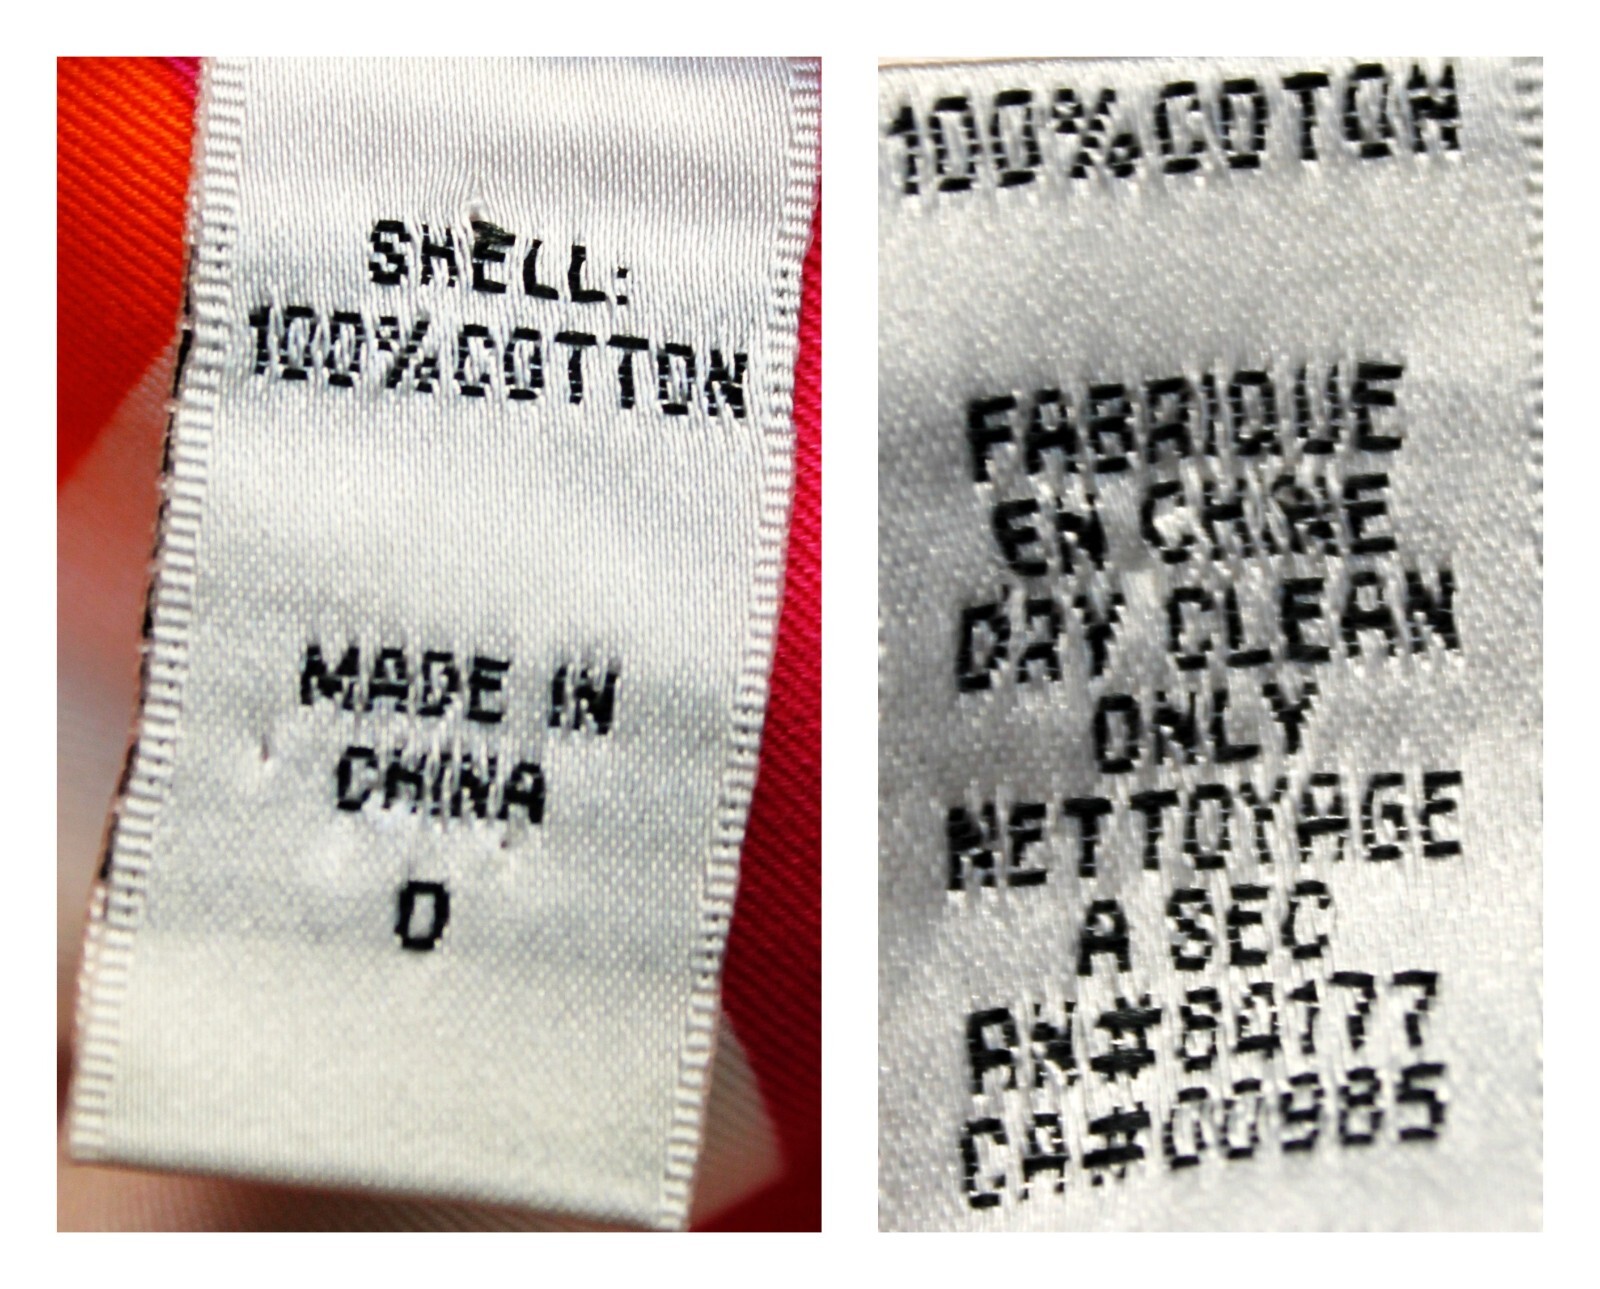 SHELL:
100% COTTON
MADE IN
CHINA
0
100% COTON
FABRIQUE
EN CHINE
DRY CLEAN
ONLY
NETTOYAGE
A SEC
RN#84177
CA#00985